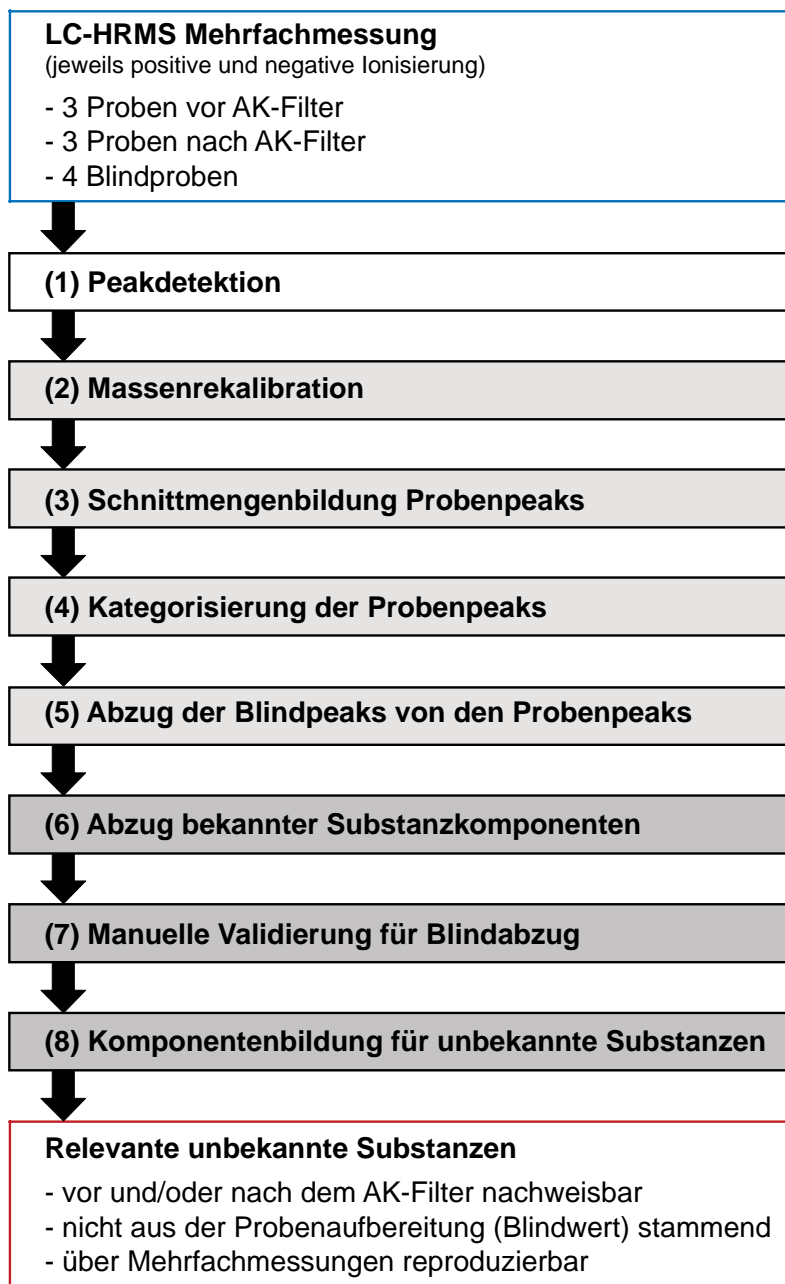 LC-HRMS Mehrfachmessung
(jeweils positive und negative Ionisierung)
- 3 Proben vor AK-Filter
- 3 Proben nach AK-Filter
- 4 Blindproben
(1) Peakdetektion
(2) Massenrekalibration
(3) Schnittmengenbildung Probenpeaks
(4) Kategorisierung der Probenpeaks
(5) Abzug der Blindpeaks von den Probenpeaks
(6) Abzug bekannter Substanzkomponenten
(7) Manuelle Validierung für Blindabzug
(8) Komponentenbildung für unbekannte Substanzen
Relevante unbekannte Substanzen
- vor und/oder nach dem AK-Filter nachweisbar
- nicht aus der Probenaufbereitung (Blindwert) stammend
- über Mehrfachmessungen reproduzierbar